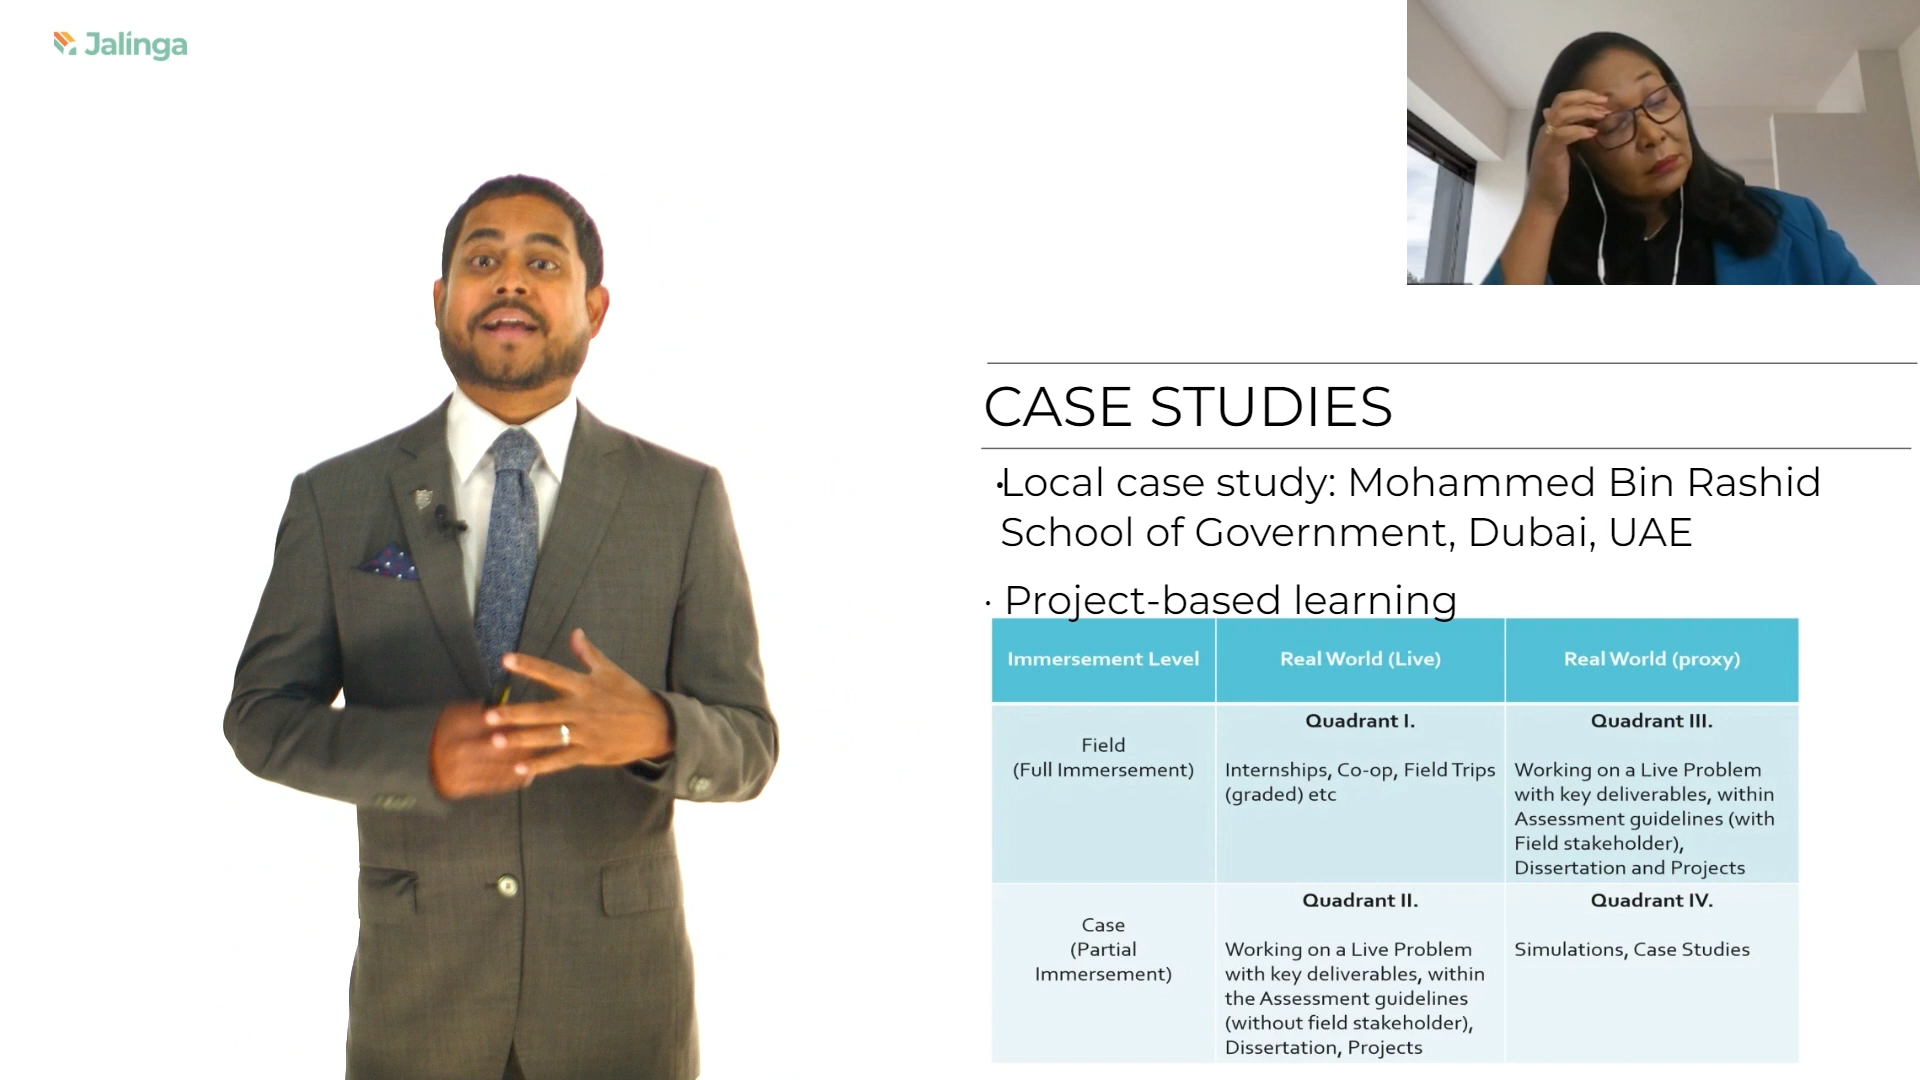 Jalinga
CASE STUDIES
·Local case study: Mohammed Bin Rashid
School of Government, Dubai, UAE
· Project-based learning
Immersement Level
Real World (Live)
Real World (proxy)
Field
(Full Immersement)
Quadrant I.
Internships, Co-op, Field Trips
(graded) etc
Quadrant III.
Working on a Live Problem
with key deliverables, within
Assessment guidelines (with
Field stakeholder),
Dissertation and Projects
Case
(Partial
Immersement)
Quadrant II.
Working on a Live Problem
with key deliverables, within
the Assessment guidelines
(without field stakeholder),
Dissertation, Projects
Quadrant IV.
Simulations, Case Studies